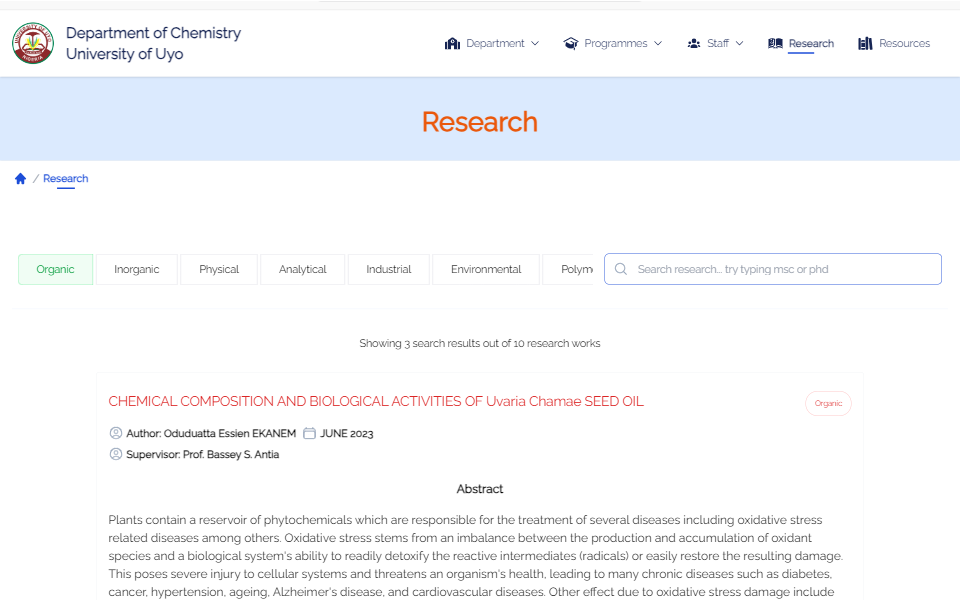 Department of Chemistry
University of Uyo
Department
Programmes
Staff
Research
Resources
Research
/ Research
Organic
Inorganic
Physical
Analytical
Industrial
Environmental
Polym
Search research... try typing msc or phd
Showing 3 search results out of 10 research works
CHEMICAL COMPOSITION AND BIOLOGICAL ACTIVITIES OF Uvaria Chamae SEED OIL
Organic
Author: Oduduatta Essien EKANEM JUNE 2023
Supervisor: Prof. Bassey S. Antia
Abstract
Plants contain a reservoir of phytochemicals which are responsible for the treatment of several diseases including oxidative stress
related diseases among others. Oxidative stress stems from an imbalance between the production and accumulation of oxidant
species and a biological system's ability to readily detoxify the reactive intermediates (radicals) or easily restore the resulting damage.
This poses severe injury to cellular systems and threatens an organism's health, leading to many chronic diseases such as diabetes,
cancer, hypertension, ageing, Alzheimer's disease, and cardiovascular diseases. Other effect due to oxidative stress damage include